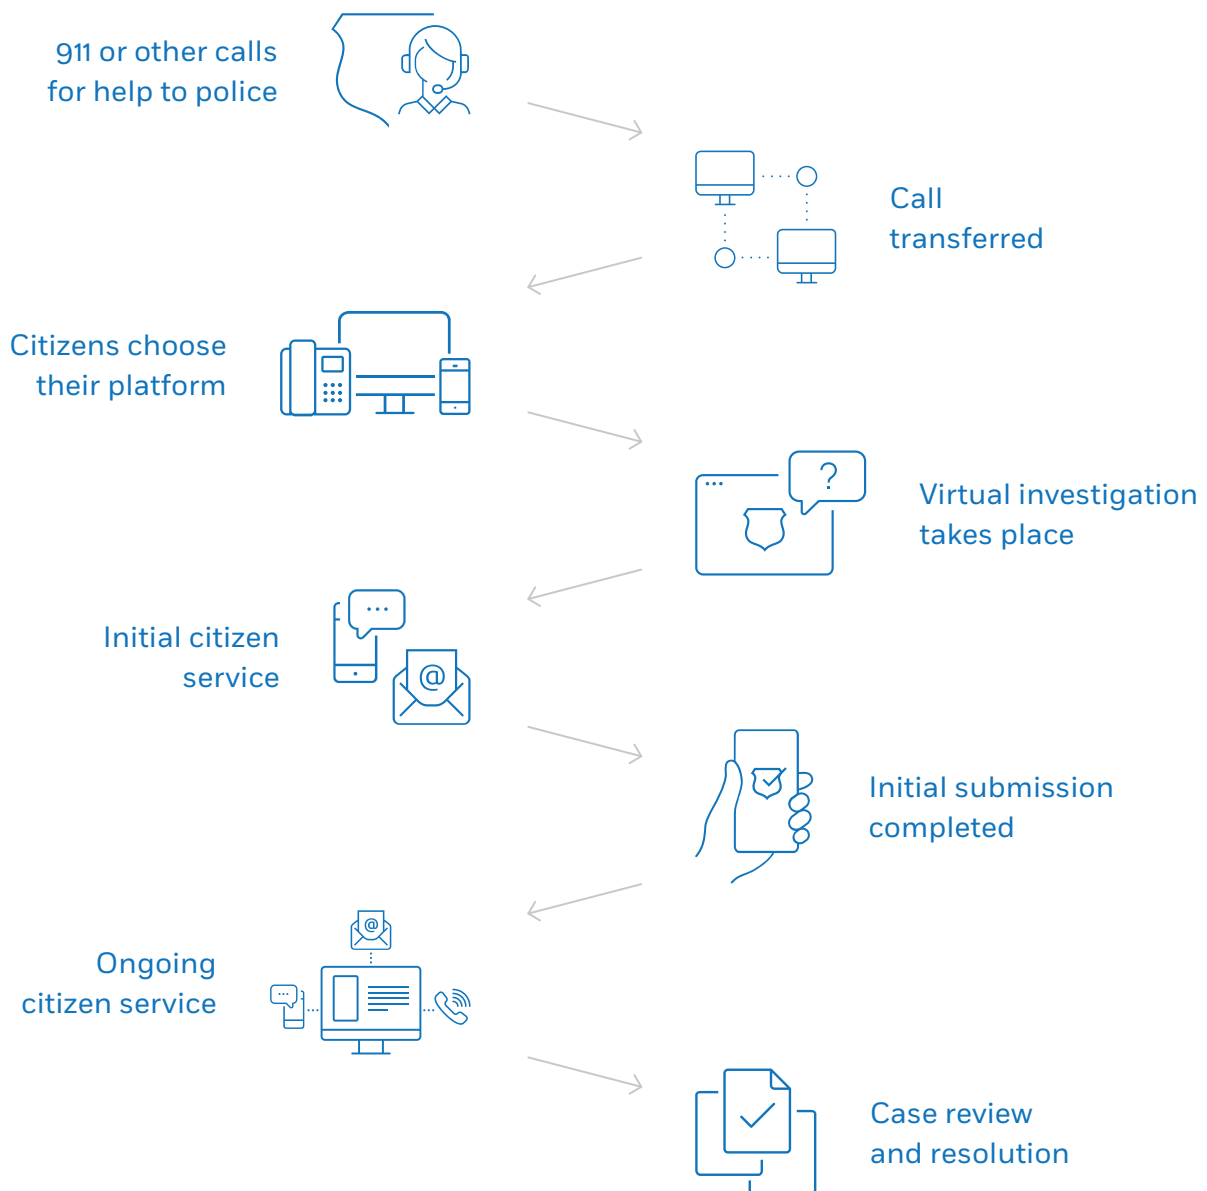 911 or other calls
for help to police
Call
transferred
Citizens choose
their platform
?
Virtual investigation
takes place
Initial citizen
service
@
Initial submission
completed
@
Ongoing
citizen service
Case review
and resolution